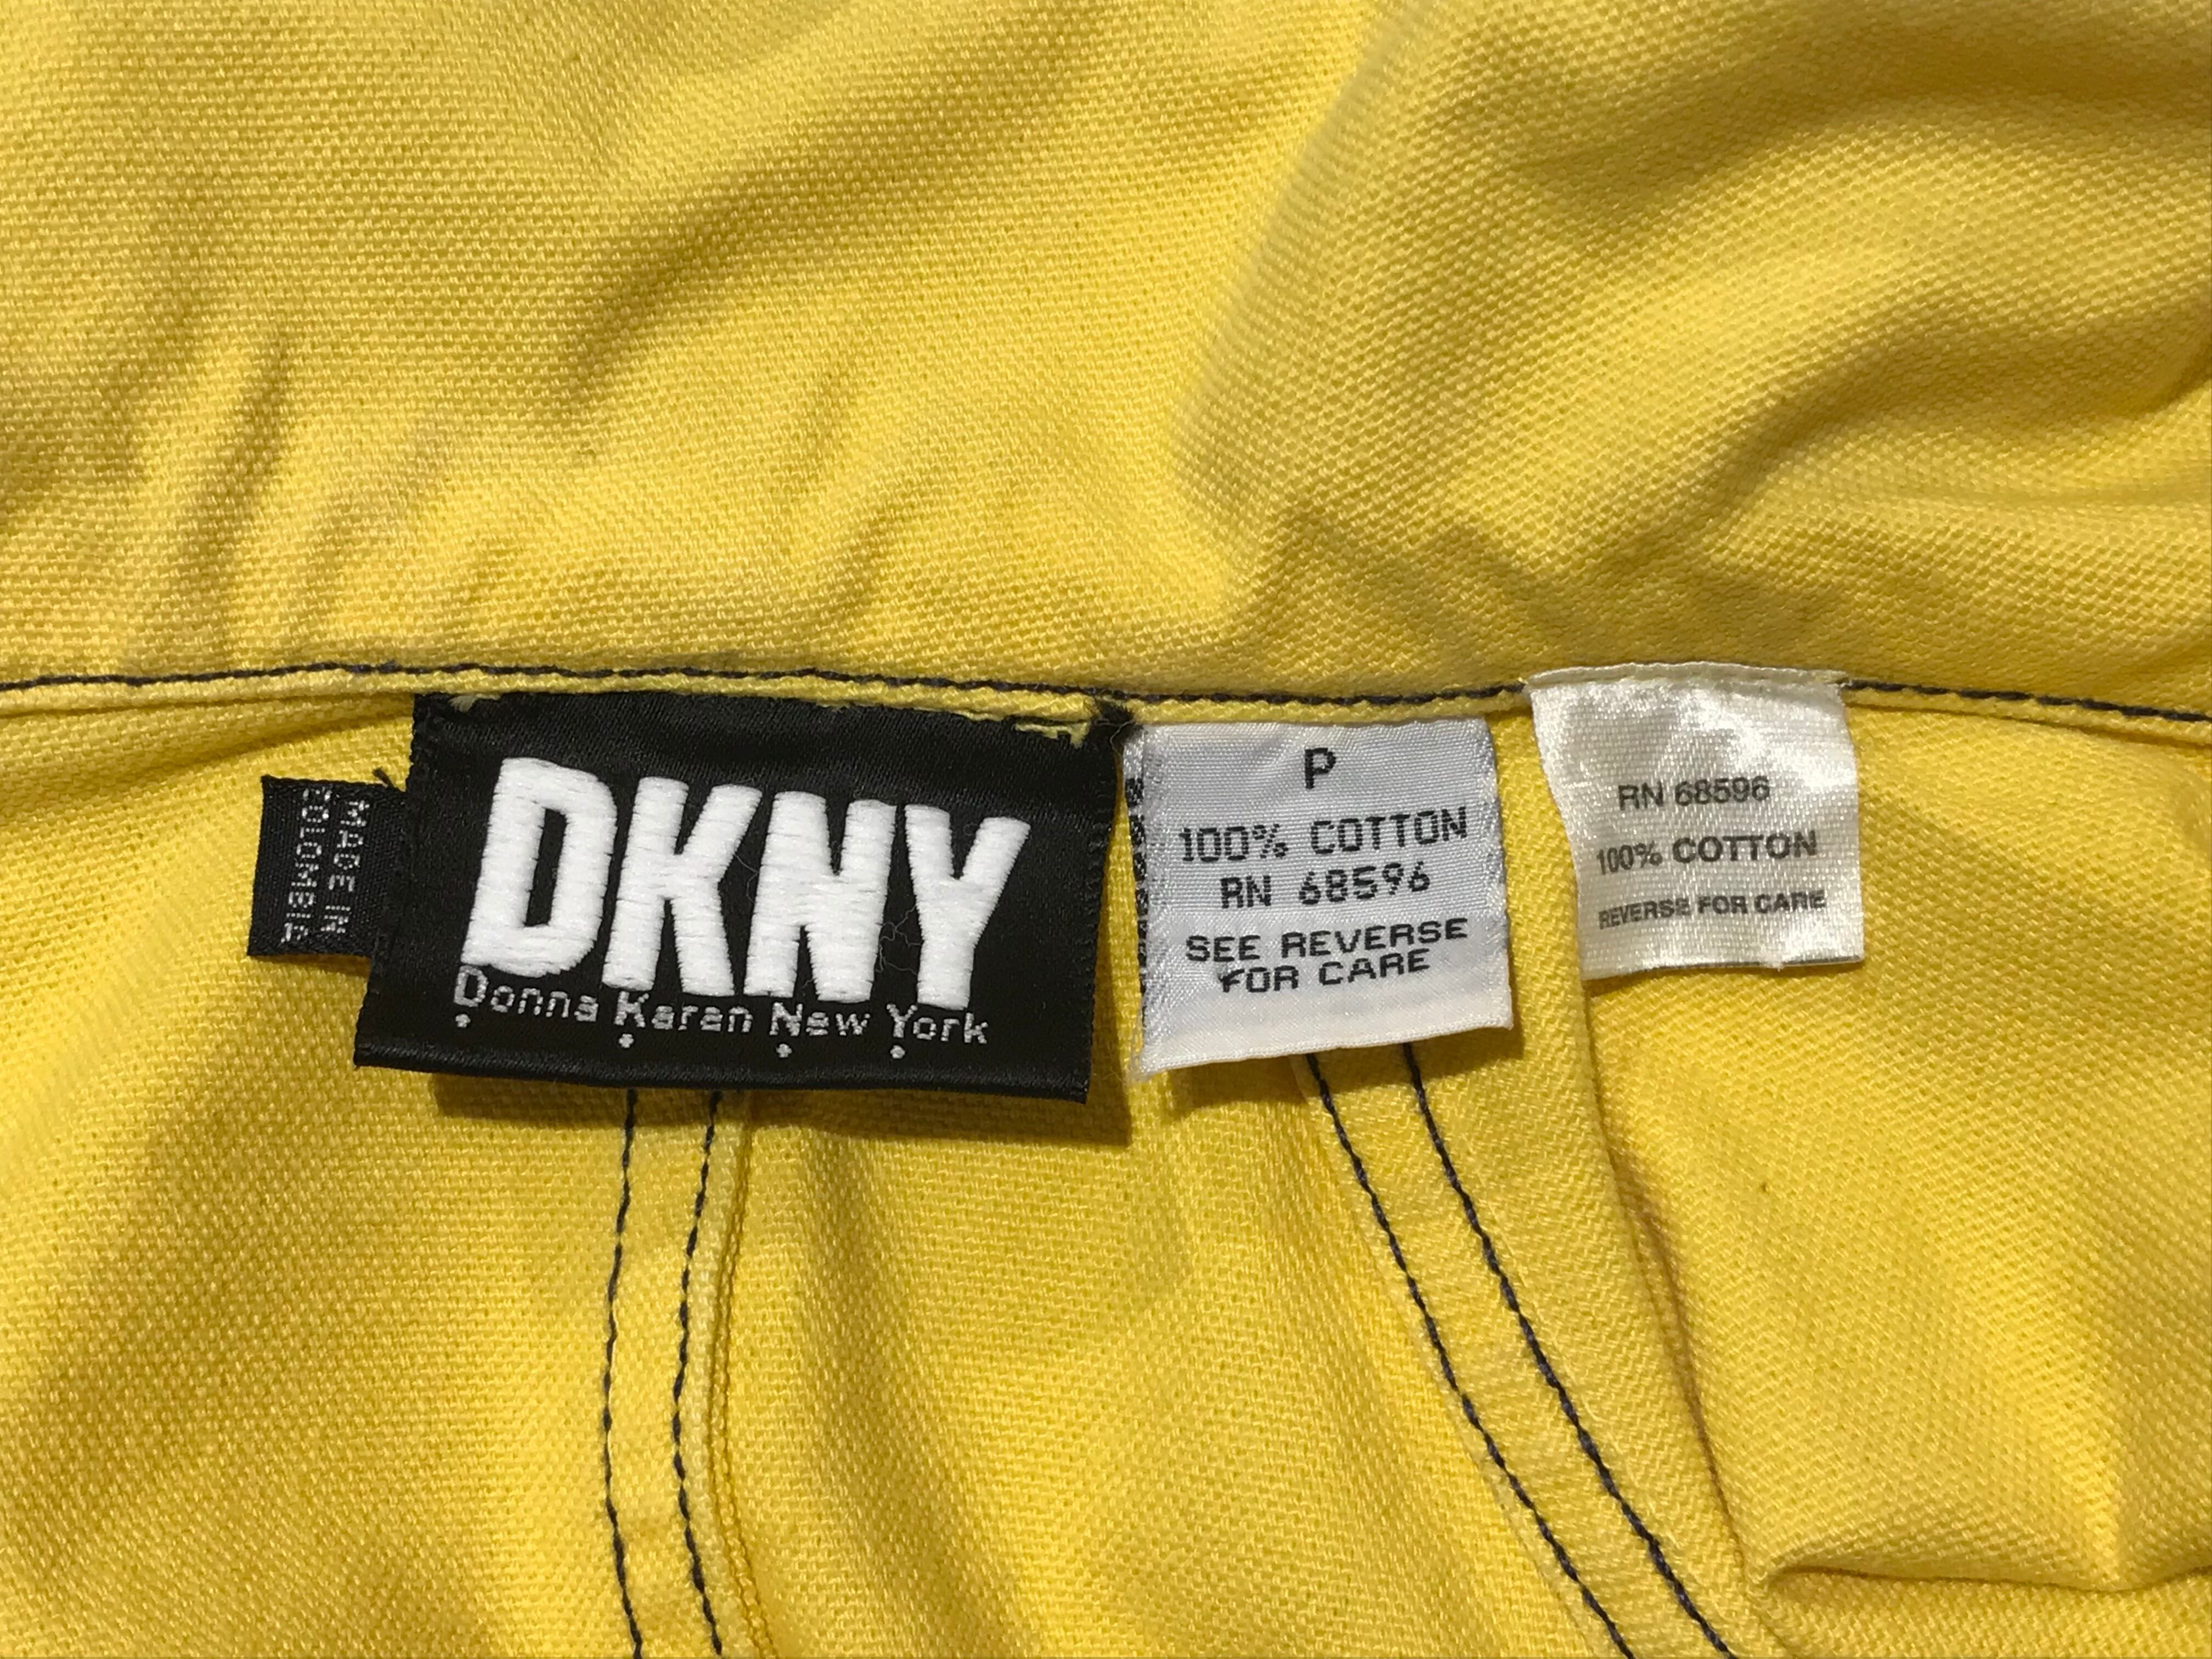 MADE IN
COLOMBIA
DKNY
Donna Karan New York
P
100% COTTON
RN 68596
SEE REVERSE
FOR CARE
RN 68596
100% COTTON
REVERSE FOR CARE